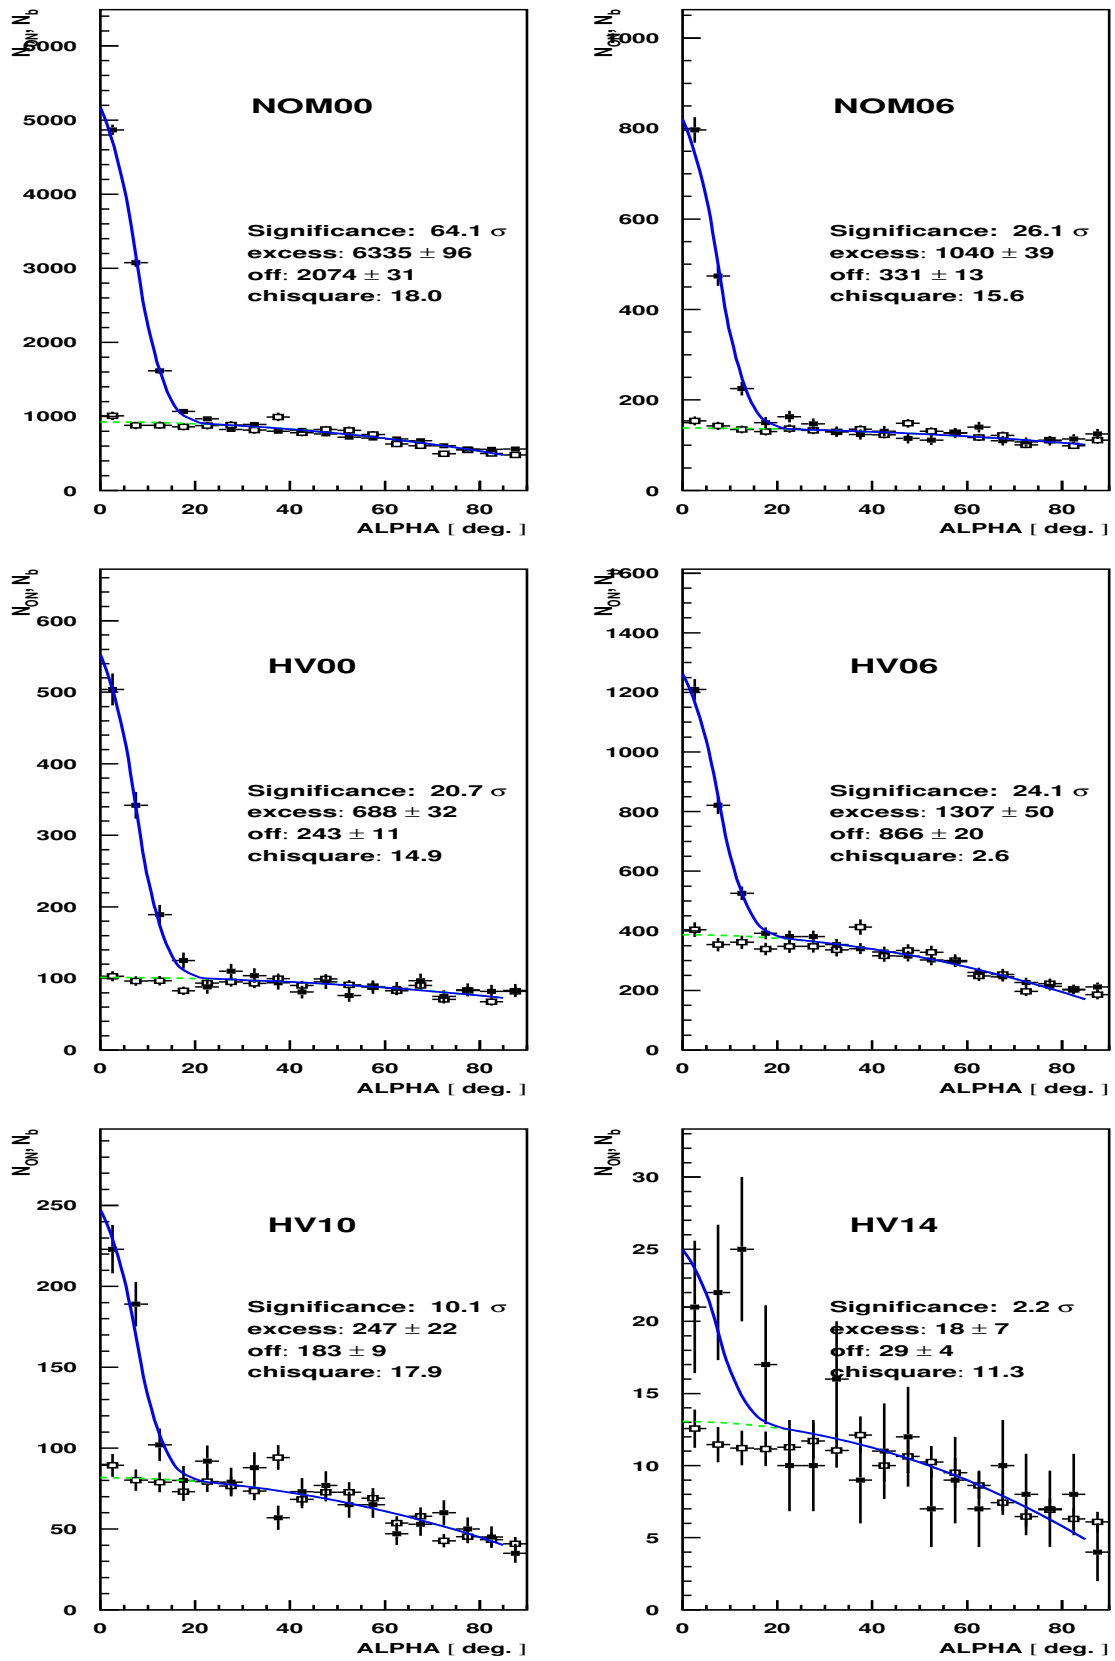 N_ON, N_b
6000
5000
4000
3000
2000
1000
0
NOM00
Significance: 64.1 σ
excess: 6335 ± 96
off: 2074 ± 31
chisquare: 18.0
0 20 40 60 80
ALPHA [ deg. ]
N_ON, N_b
1000
800
600
400
200
0
NOM06
Significance: 26.1 σ
excess: 1040 ± 39
off: 331 ± 13
chisquare: 15.6
0 20 40 60 80
ALPHA [ deg. ]
N_ON, N_b
600
500
400
300
200
100
0
HV00
Significance: 20.7 σ
excess: 688 ± 32
off: 243 ± 11
chisquare: 14.9
0 20 40 60 80
ALPHA [ deg. ]
N_ON, N_b
1600
1400
1200
1000
800
600
400
200
0
HV06
Significance: 24.1 σ
excess: 1307 ± 50
off: 866 ± 20
chisquare: 2.6
0 20 40 60 80
ALPHA [ deg. ]
N_ON, N_b
250
200
150
100
50
0
HV10
Significance: 10.1 σ
excess: 247 ± 22
off: 183 ± 9
chisquare: 17.9
0 20 40 60 80
ALPHA [ deg. ]
N_ON, N_b
30
25
20
15
10
5
0
HV14
Significance: 2.2 σ
excess: 18 ± 7
off: 29 ± 4
chisquare: 11.3
0 20 40 60 80
ALPHA [ deg. ]